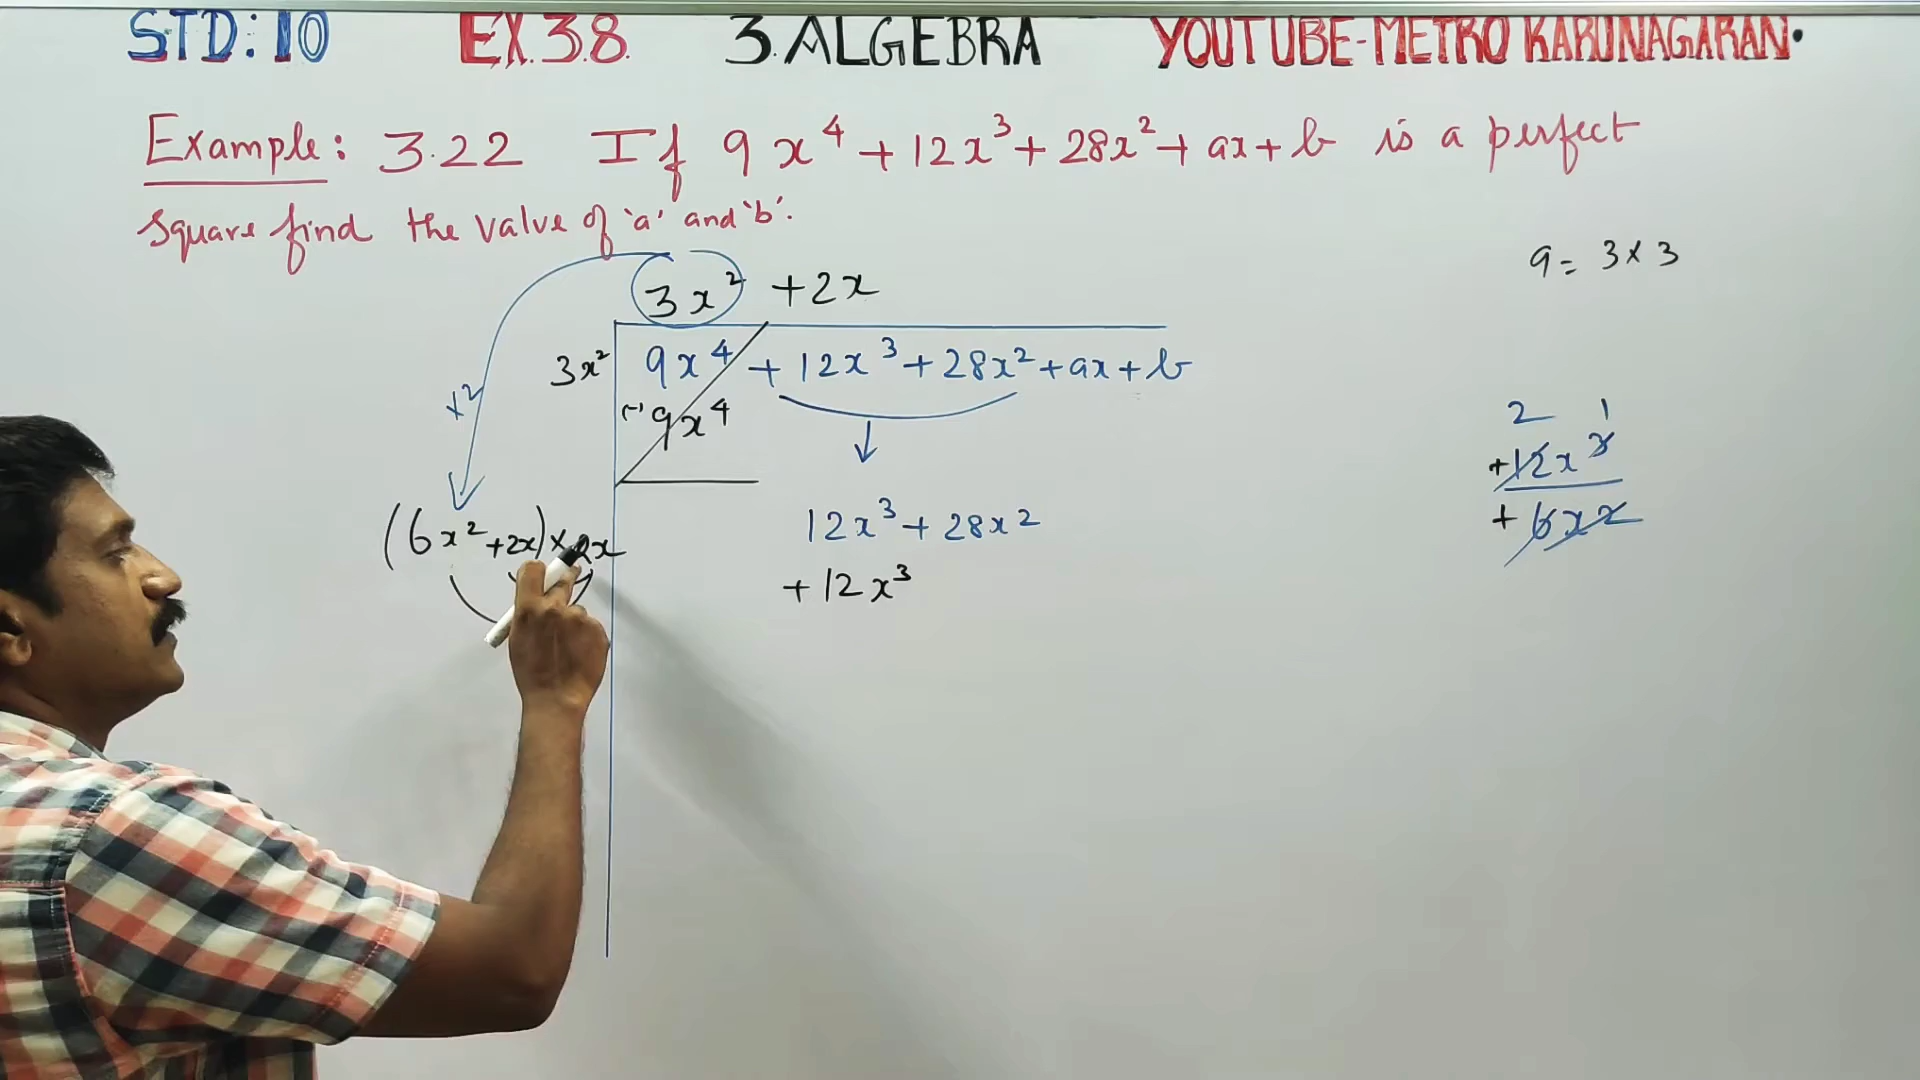 STD: 10 EX.3.8. 3.ALGEBRA YOUTUBE-METRO KARUNAGARAN.
Example: 3.22 If 9x⁴ + 12x³ + 28x² + ax + b is a perfect
square find the value of 'a' and 'b'.
9 = 3 × 3
3x² + 2x
3x² 9x⁴ + 12x³ + 28x² + ax + b
(-) 9x⁴
×2
2 1
+12x³
+ 6x²
(6x² + 2x) × 2x 12x³ + 28x²
+ 12x³